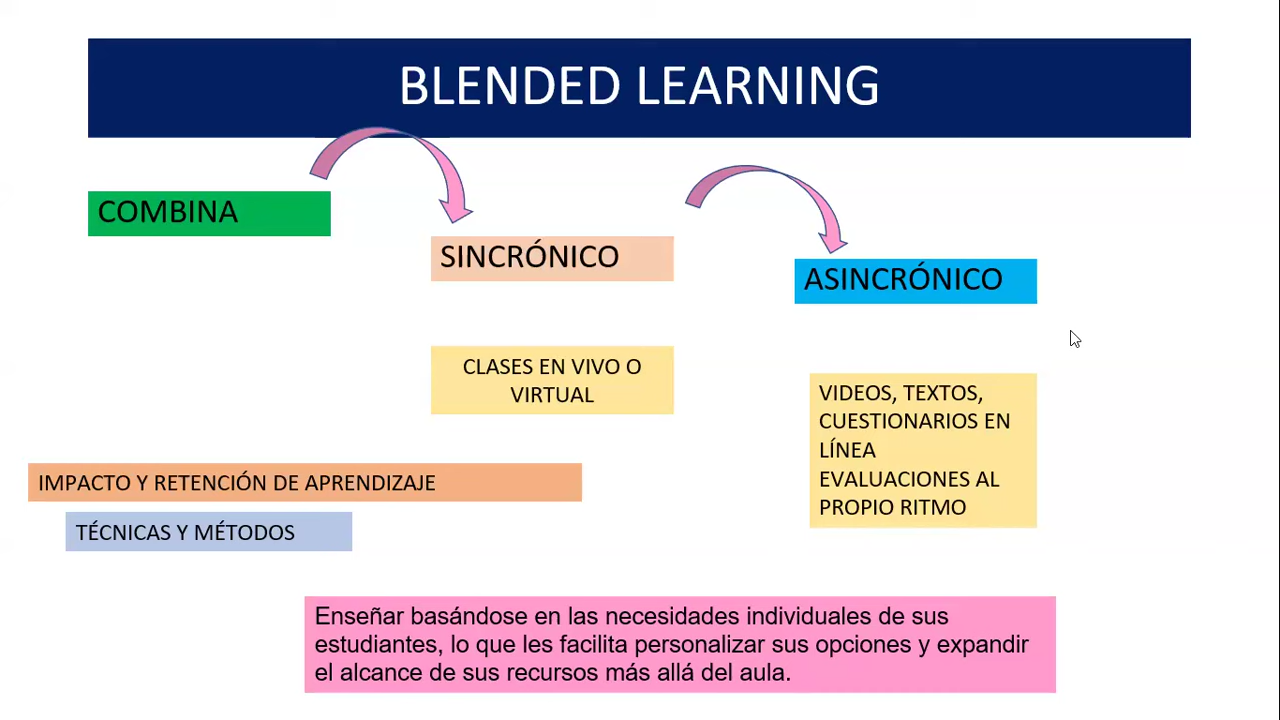 BLENDED LEARNING
COMBINA
SINCRÓNICO
ASINCRÓNICO
CLASES EN VIVO O
VIRTUAL
VIDEOS, TEXTOS,
CUESTIONARIOS EN
LÍNEA
EVALUACIONES AL
PROPIO RITMO
IMPACTO Y RETENCIÓN DE APRENDIZAJE
TÉCNICAS Y MÉTODOS
Enseñar basándose en las necesidades individuales de sus
estudiantes, lo que les facilita personalizar sus opciones y expandir
el alcance de sus recursos más allá del aula.